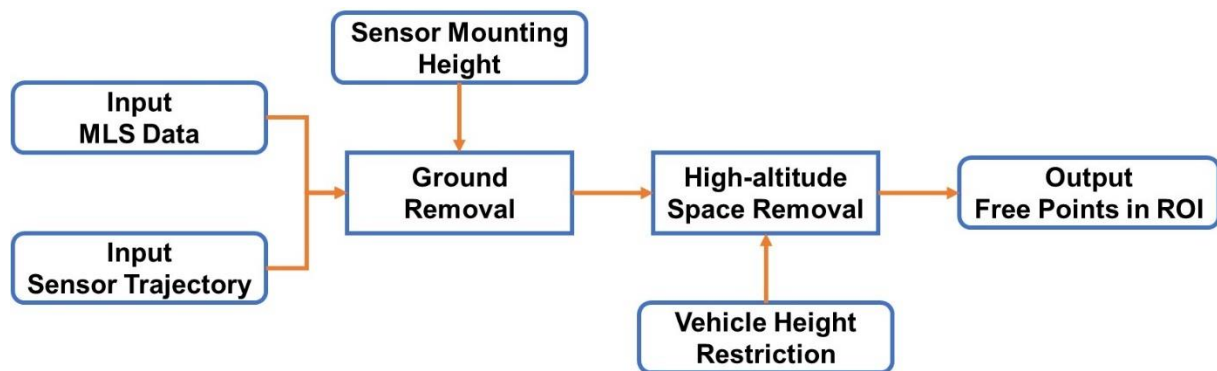 Sensor Mounting
Height
Input
MLS Data
Ground
Removal
High-altitude
Space Removal
Output
Free Points in ROI
Input
Sensor Trajectory
Vehicle Height
Restriction